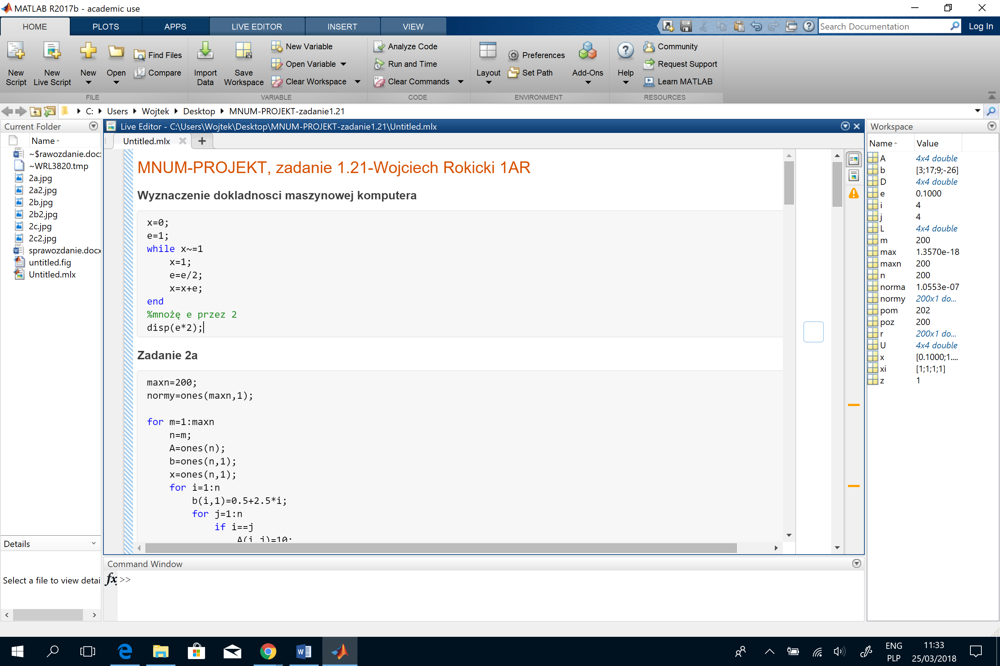 MATLAB R2017b - academic use
HOME PLOTS APPS LIVE EDITOR INSERT VIEW
Search Documentation
Log In
New Script
New Live Script
New
Open
Find Files
Compare
Import Data
Save Workspace
New Variable
Open Variable
Clear Workspace
Analyze Code
Run and Time
Clear Commands
Layout
Preferences
Set Path
Add-Ons
Help
Community
Request Support
Learn MATLAB
FILE VARIABLE CODE ENVIRONMENT RESOURCES
C: Users Wojtek Desktop MNUM-PROJEKT-zadanie1.21
Current Folder
Name
~$rawozdanie.docx
~WRL3820.tmp
2a.jpg
2a2.jpg
2b.jpg
2b2.jpg
2c.jpg
2c2.jpg
sprawozdanie.docx
untitled.fig
Untitled.mlx
Details
Select a file to view detai
Live Editor - C:\Users\Wojtek\Desktop\MNUM-PROJEKT-zadanie1.21\Untitled.mlx
Untitled.mlx
MNUM-PROJEKT, zadanie 1.21-Wojciech Rokicki 1AR
Wyznaczenie dokladnosci maszynowej komputera
x=0;
e=1;
while x~=1
x=1;
e=e/2;
x=x+e;
end
%mnożę e przez 2
disp(e*2);
Zadanie 2a
maxn=200;
normy=ones(maxn,1);
for m=1:maxn
n=m;
A=ones(n);
b=ones(n,1);
x=ones(n,1);
for i=1:n
b(i,1)=0.5+2.5*i;
for j=1:n
if i==j
A(i,j)=10;
Command Window
fx >>
Workspace
Name Value
A 4x4 double
b [3;17;9;-26]
D 4x4 double
e 0.1000
i 4
j 4
L 4x4 double
m 200
max 1.3570e-18
maxn 200
n 200
norma 1.0553e-07
normy 200x1 do...
pom 202
poz 200
r 200x1 do...
U 4x4 double
x [0.1000;1....
xi [1;1;1;1]
z 1
ENG
PLP
11:33
25/03/2018